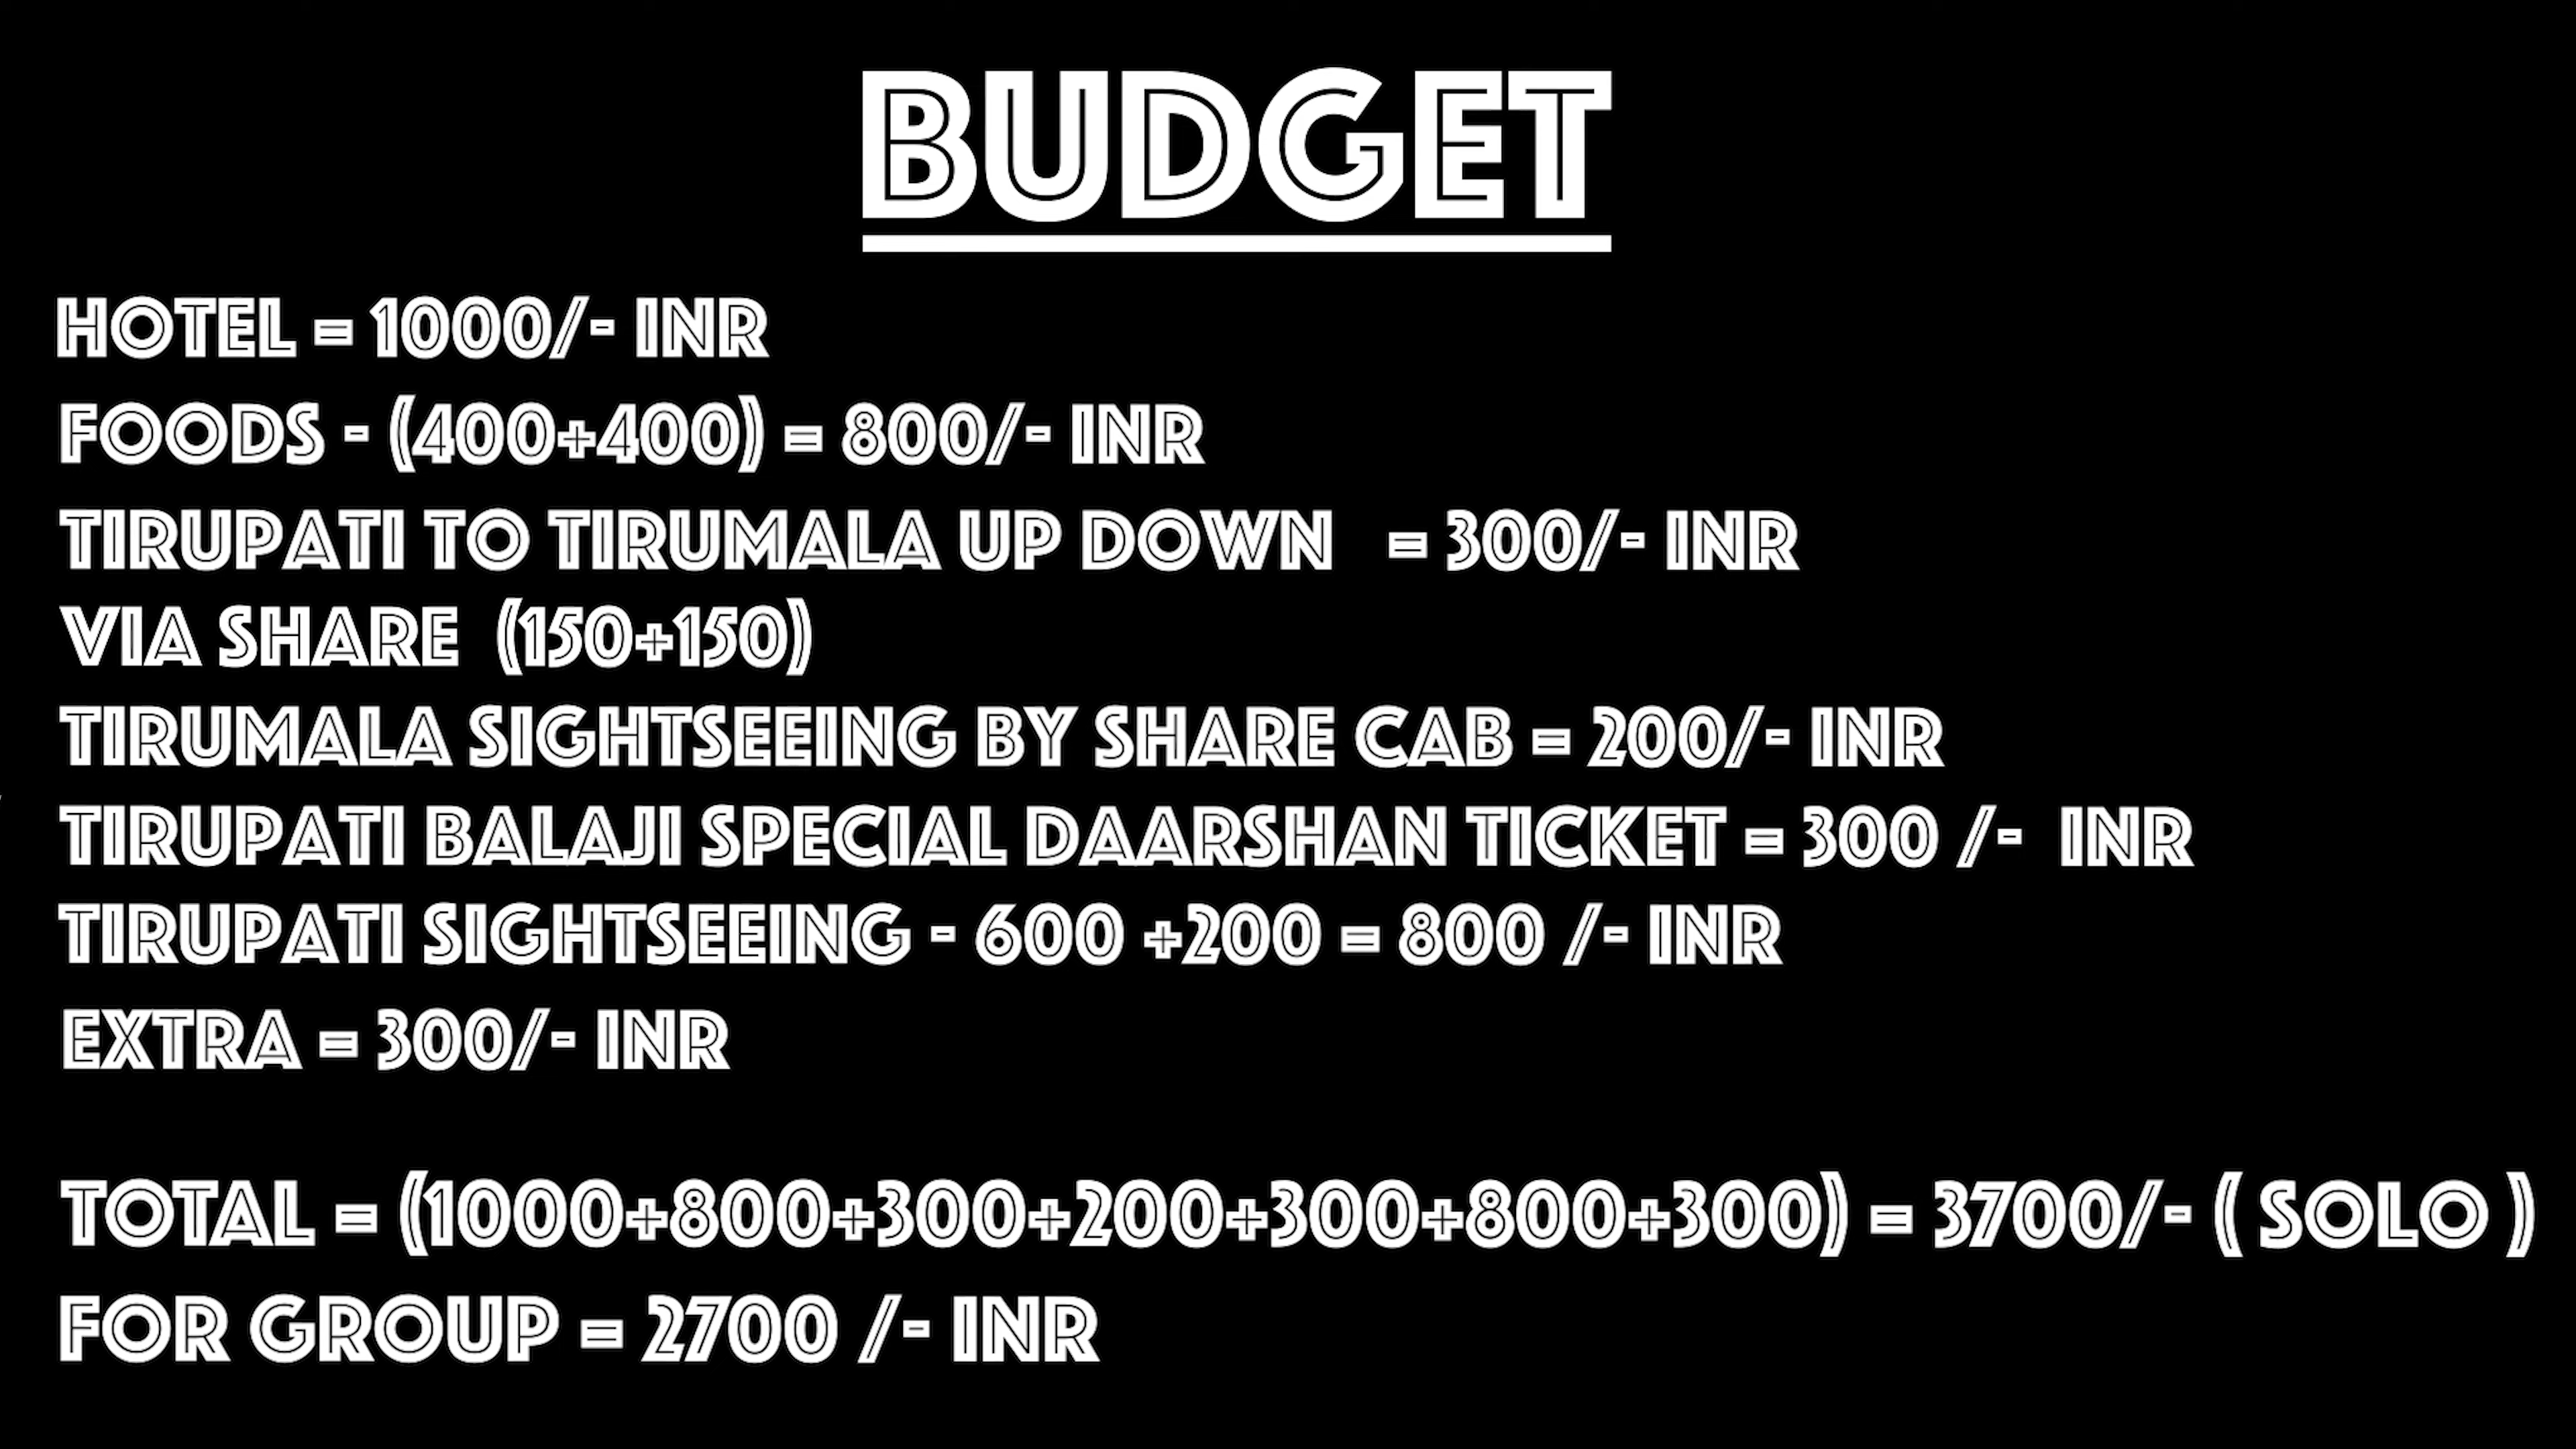 BUDGET
HOTEL = 1000/- INR
FOODS - (400+400) = 800/- INR
TIRUPATI TO TIRUMALA UP DOWN = 300/- INR
VIA SHARE (150+150)
TIRUMALA SIGHTSEEING BY SHARE CAB = 200/- INR
TIRUPATI BALAJI SPECIAL DAARSHAN TICKET = 300 /- INR
TIRUPATI SIGHTSEEING - 600 +200 = 800 /- INR
EXTRA = 300/- INR
TOTAL = (1000+800+300+200+300+800+300) = 3700/- ( SOLO )
FOR GROUP = 2700 /- INR